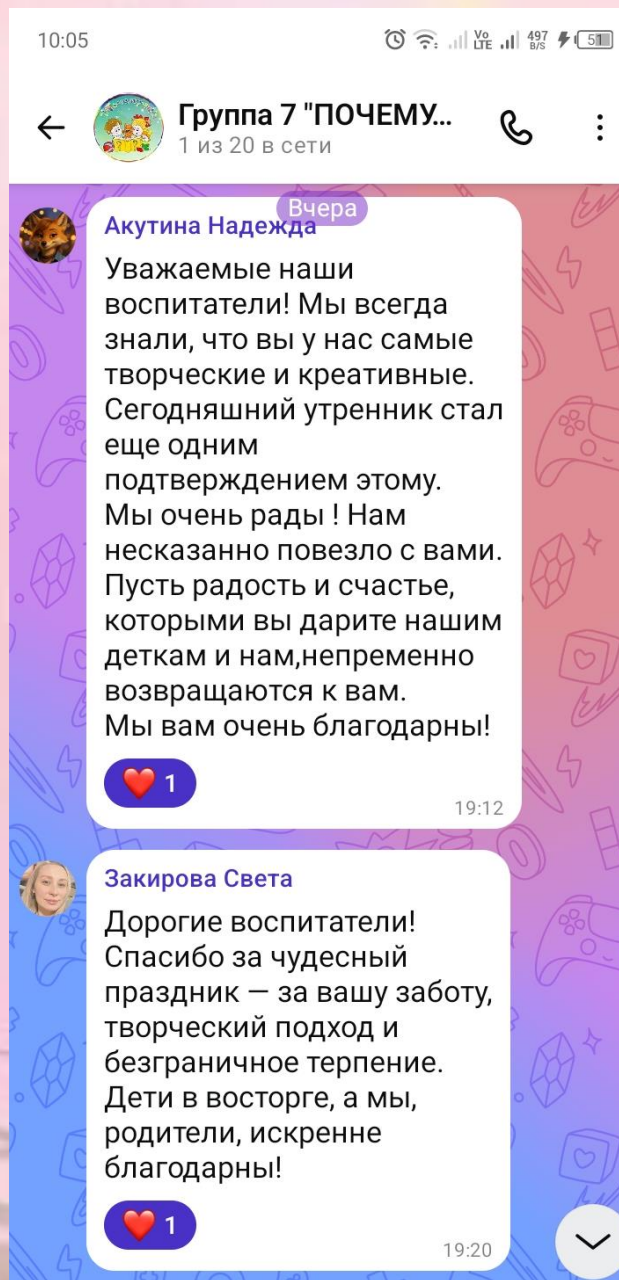 10:05
Vo LTE
497 B/S
51
Группа 7 "ПОЧЕМУ...
1 из 20 в сети
Вчера
Акутина Надежда
Уважаемые наши
воспитатели! Мы всегда
знали, что вы у нас самые
творческие и креативные.
Сегодняшний утренник стал
еще одним
подтверждением этому.
Мы очень рады ! Нам
несказанно повезло с вами.
Пусть радость и счастье,
которыми вы дарите нашим
деткам и нам,непременно
возвращаются к вам.
Мы вам очень благодарны!
1
19:12
Закирова Света
Дорогие воспитатели!
Спасибо за чудесный
праздник — за вашу заботу,
творческий подход и
безграничное терпение.
Дети в восторге, а мы,
родители, искренне
благодарны!
1
19:20